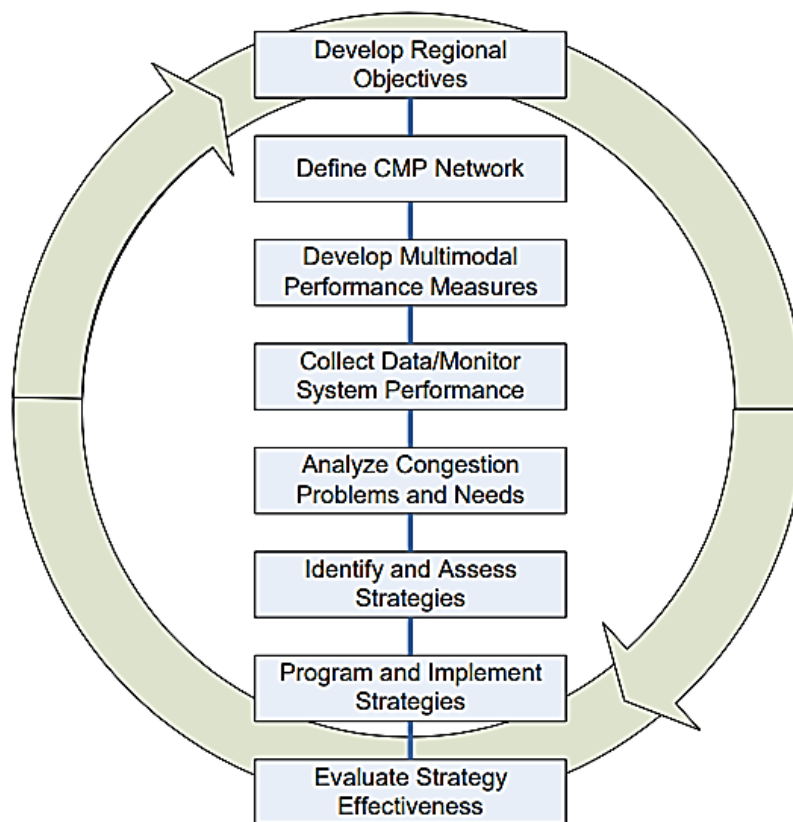 Develop Regional
Objectives
Define CMP Network
Develop Multimodal
Performance Measures
Collect Data/Monitor
System Performance
Analyze Congestion
Problems and Needs
Identify and Assess
Strategies
Program and Implement
Strategies
Evaluate Strategy
Effectiveness